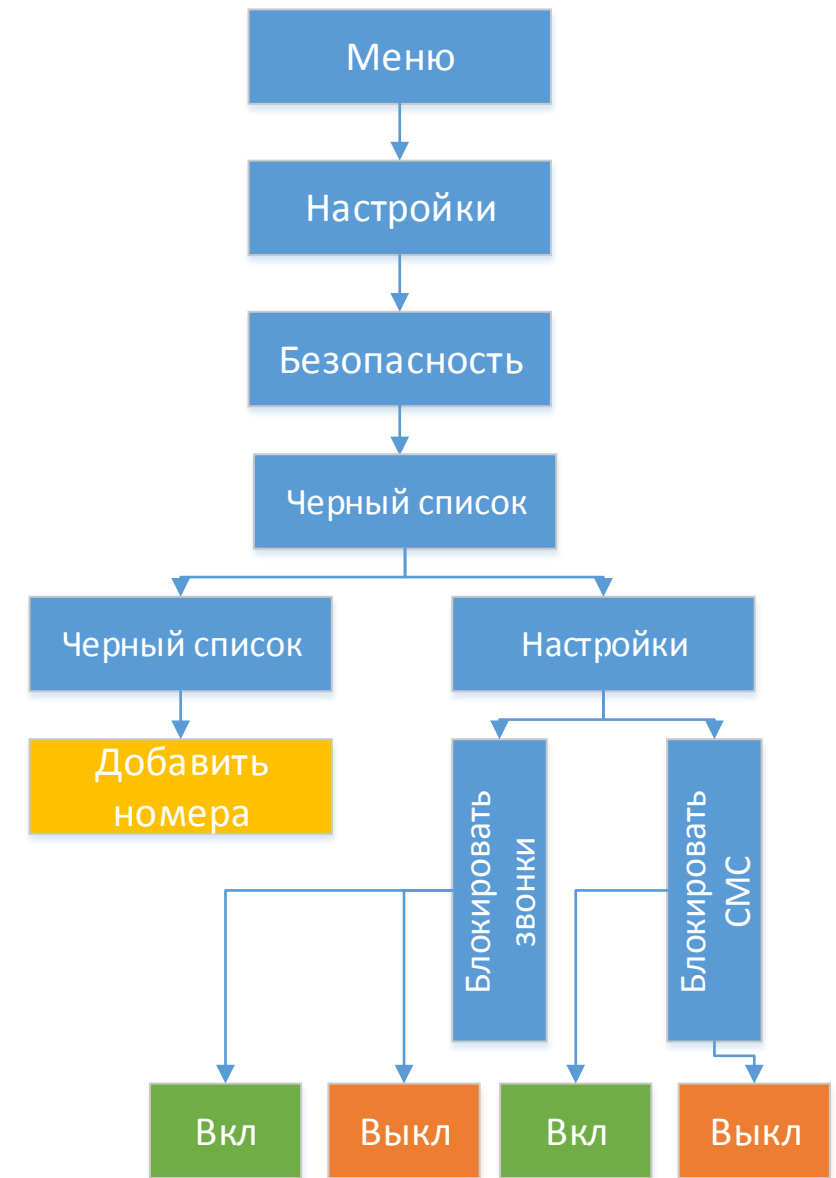 Меню
Настройки
Безопасность
Черный список
Черный список
Настройки
Добавить
номера
Блокировать
звонки
Блокировать
СМС
Вкл
Выкл
Вкл
Выкл